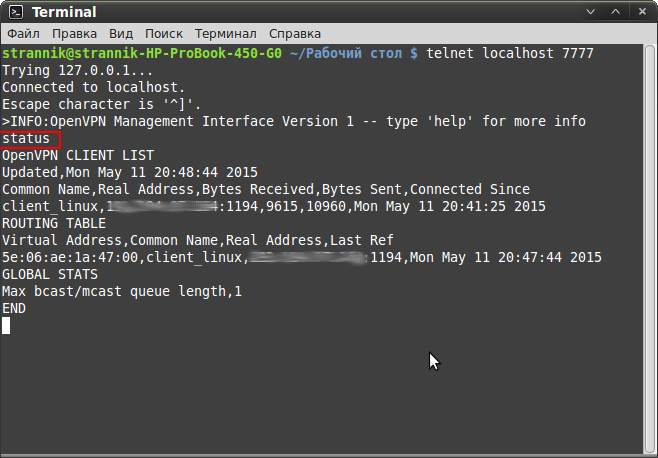 Terminal
Файл Правка Вид Поиск Терминал Справка
strannik@strannik-HP-ProBook-450-G0 ~/Рабочий стол $ telnet localhost 7777
Trying 127.0.0.1...
Connected to localhost.
Escape character is '^]'.
>INFO:OpenVPN Management Interface Version 1 -- type 'help' for more info
status
OpenVPN CLIENT LIST
Updated,Mon May 11 20:48:44 2015
Common Name,Real Address,Bytes Received,Bytes Sent,Connected Since
client_linux, :1194,9615,10960,Mon May 11 20:41:25 2015
ROUTING TABLE
Virtual Address,Common Name,Real Address,Last Ref
5e:06:ae:1a:47:00,client_linux, :1194,Mon May 11 20:47:44 2015
GLOBAL STATS
Max bcast/mcast queue length,1
END